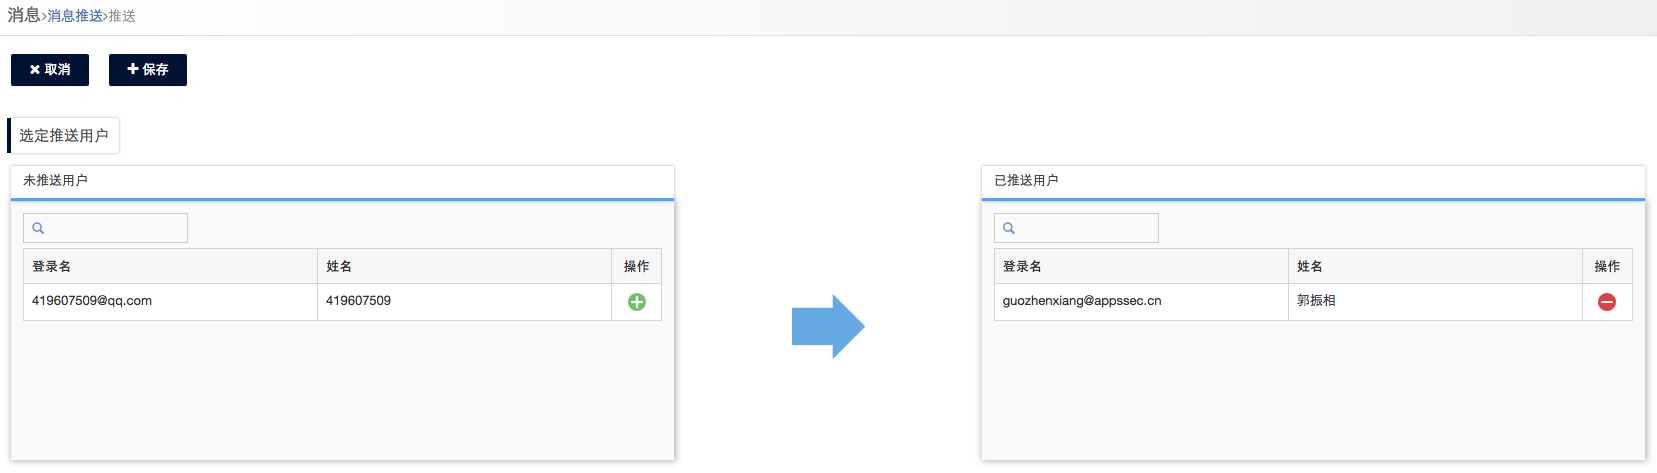 消息>消息推送>推送
取消 保存
选定推送用户
未推送用户
登录名 姓名 操作
419607509@qq.com 419607509
已推送用户
登录名 姓名 操作
guozhenxiang@appssec.cn 郭振相